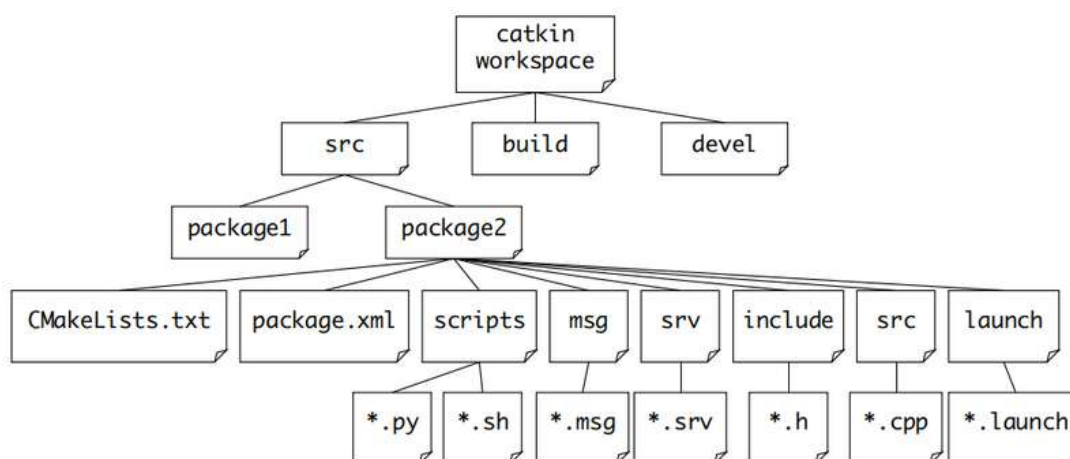 catkin
workspace
src
build
devel
package1
package2
CMakeLists.txt
package.xml
scripts
msg
srv
include
src
launch
*.py
*.sh
*.msg
*.srv
*.h
*.cpp
*.launch